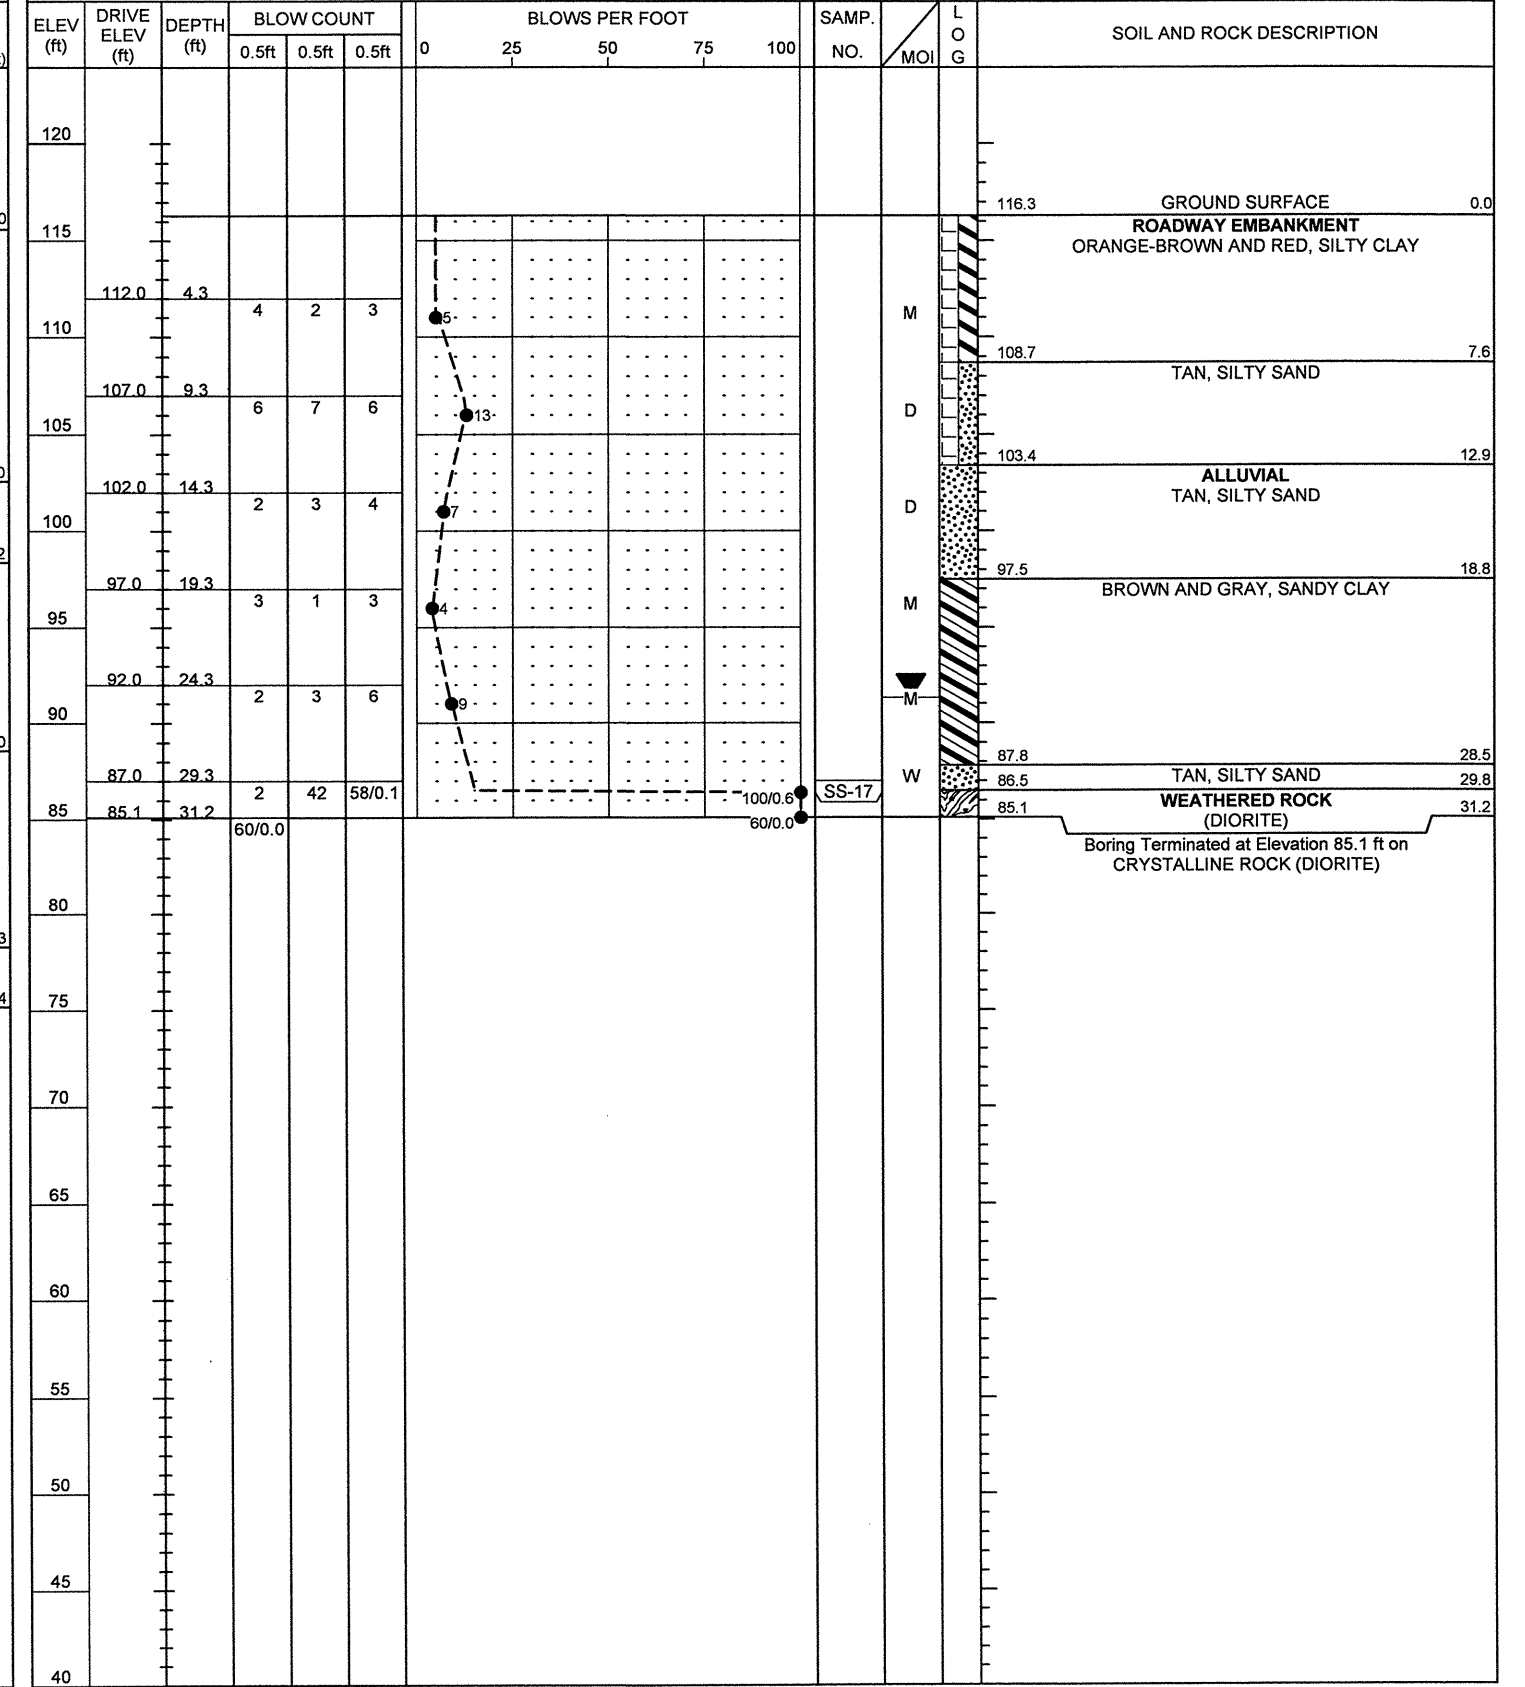 ELEV (ft) DRIVE ELEV (ft) DEPTH (ft) BLOW COUNT BLOWS PER FOOT SAMP. NO. MOI LOG SOIL AND ROCK DESCRIPTION
0.5ft 0.5ft 0.5ft 0 25 50 75 100
120
116.3 GROUND SURFACE 0.0
115 ROADWAY EMBANKMENT
ORANGE-BROWN AND RED, SILTY CLAY
112.0 4.3
4 2 3 5 M
110
108.7 7.6
TAN, SILTY SAND
107.0 9.3
6 7 6 13 D
105
103.4 12.9
ALLUVIAL
102.0 14.3 TAN, SILTY SAND
2 3 4 7 D
100
97.5 18.8
97.0 19.3 BROWN AND GRAY, SANDY CLAY
3 1 3 4 M
95
92.0 24.3
2 3 6 9 M
90
87.8 28.5
87.0 29.3 W TAN, SILTY SAND
86.5 29.8
2 42 58/0.1 100/0.6 SS-17 WEATHERED ROCK
85 85.1 31.2 85.1 31.2
(DIORITE)
60/0.0 60/0.0
Boring Terminated at Elevation 85.1 ft on
CRYSTALLINE ROCK (DIORITE)
80
75
70
65
60
55
50
45
40